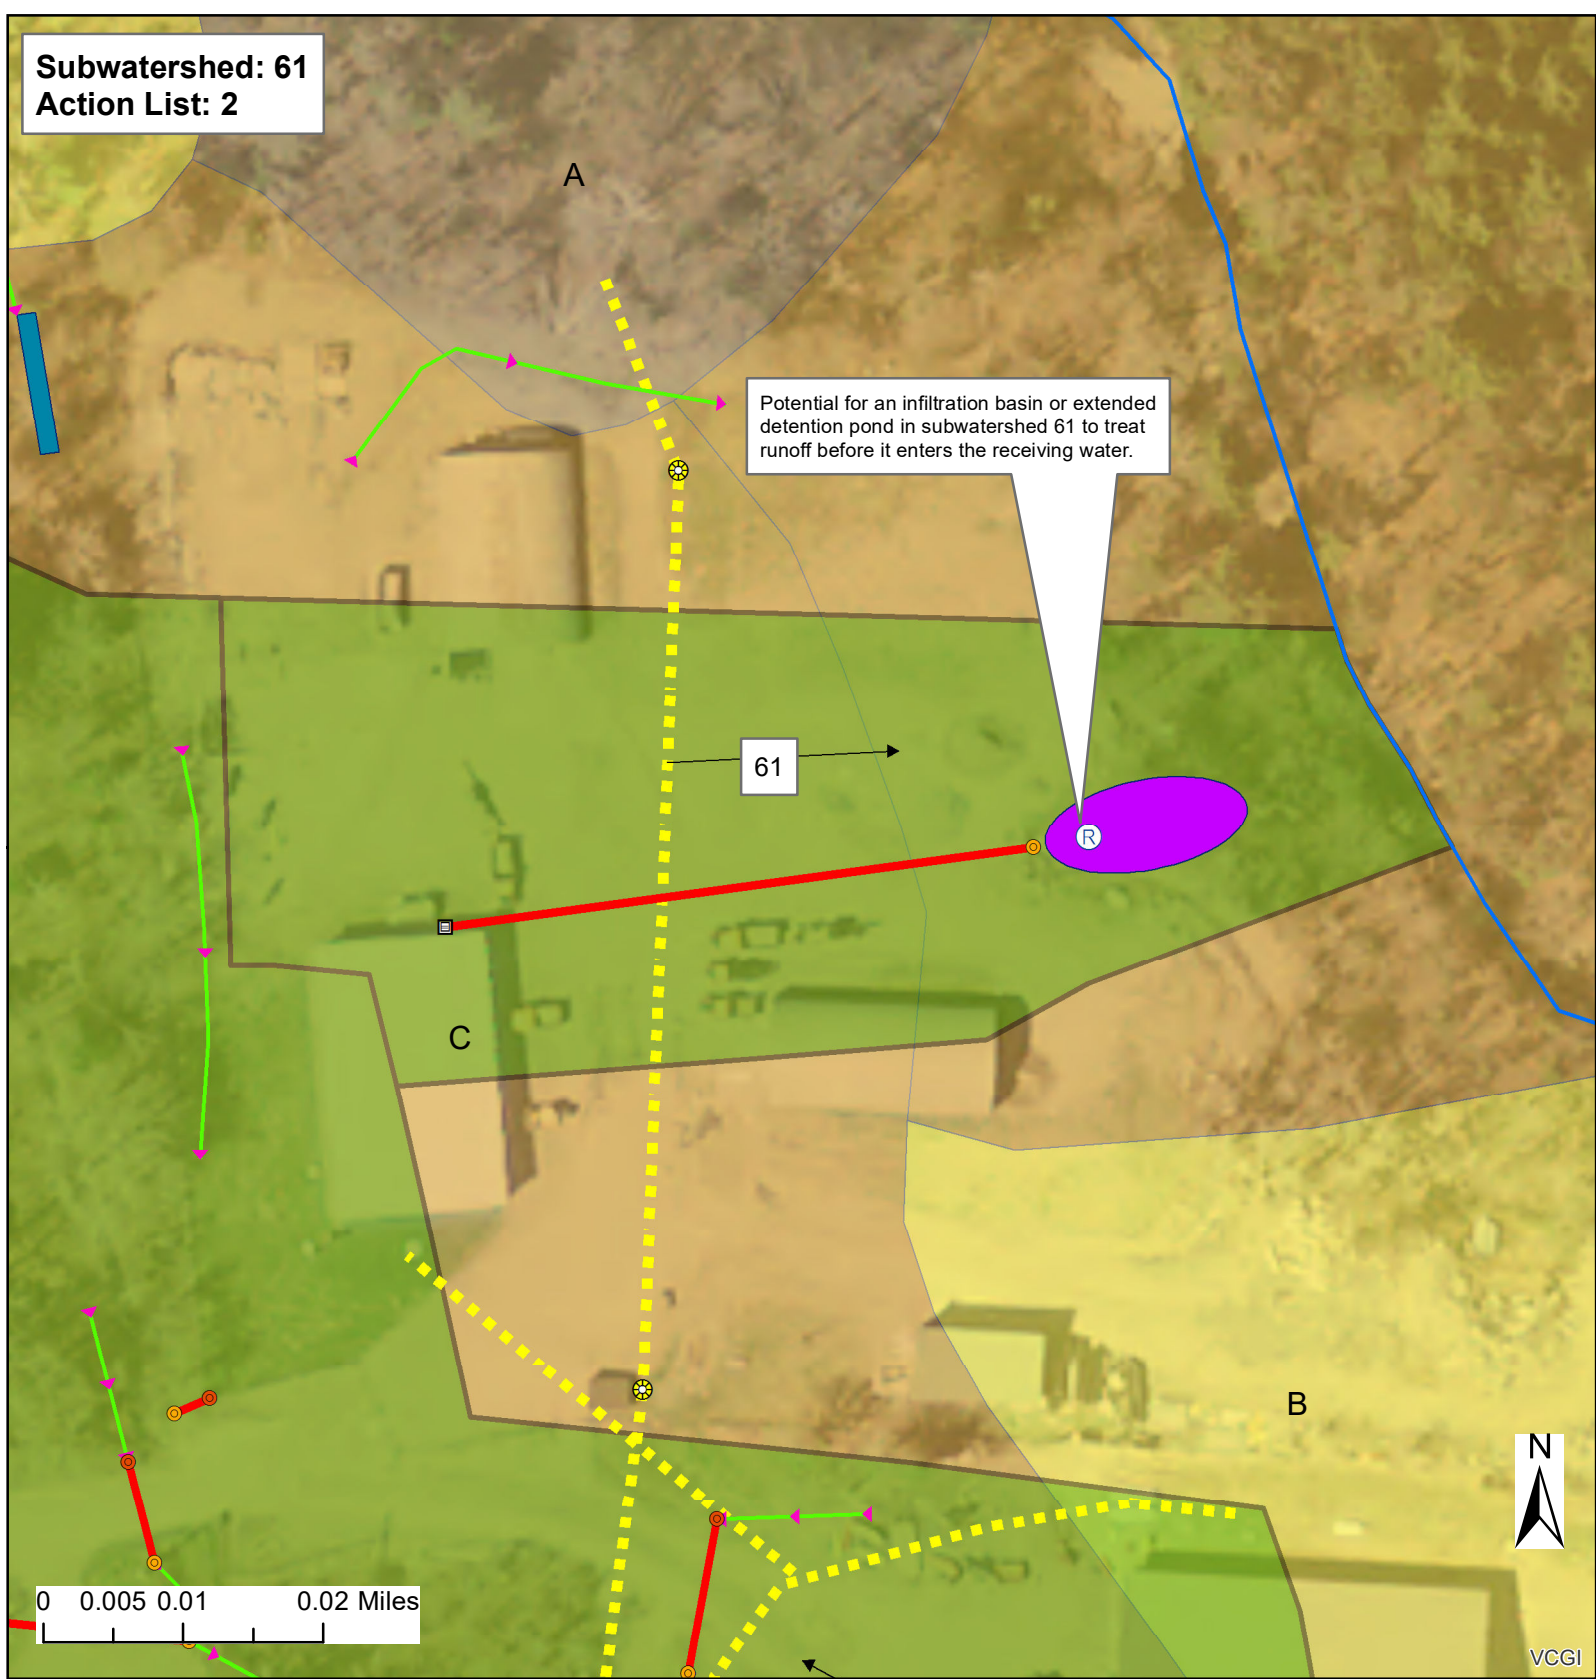 Subwatershed: 61
Action List: 2
A
Potential for an infiltration basin or extended
detention pond in subwatershed 61 to treat
runoff before it enters the receiving water.
61
R
C
B
N
0 0.005 0.01 0.02 Miles
VCGI